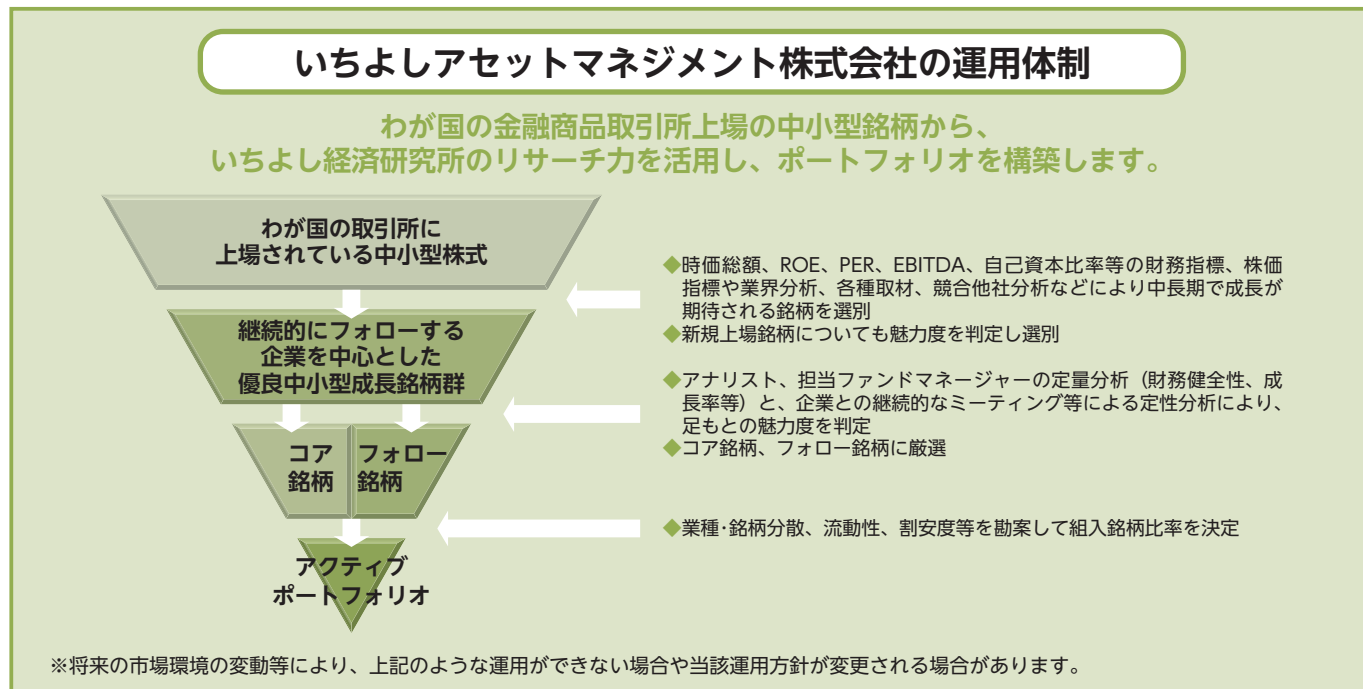 いちよしアセットマネジメント株式会社の運用体制
わが国の金融商品取引所上場の中小型銘柄から、
いちよし経済研究所のリサーチ力を活用し、ポートフォリオを構築します。
わが国の取引所に
上場されている中小型株式
◆時価総額、ROE、PER、EBITDA、自己資本比率等の財務指標、株価
指標や業界分析、各種取材、競合他社分析などにより中長期で成長が
期待される銘柄を選別
◆新規上場銘柄についても魅力度を判定し選別
継続的にフォローする
企業を中心とした
優良中小型成長銘柄群
◆アナリスト、担当ファンドマネージャーの定量分析（財務健全性、成
長率等）と、企業との継続的なミーティング等による定性分析により、
足もとの魅力度を判定
◆コア銘柄、フォロー銘柄に厳選
コア
銘柄
フォロー
銘柄
◆業種・銘柄分散、流動性、割安度等を勘案して組入銘柄比率を決定
アクティブ
ポートフォリオ
※将来の市場環境の変動等により、上記のような運用ができない場合や当該運用方針が変更される場合があります。